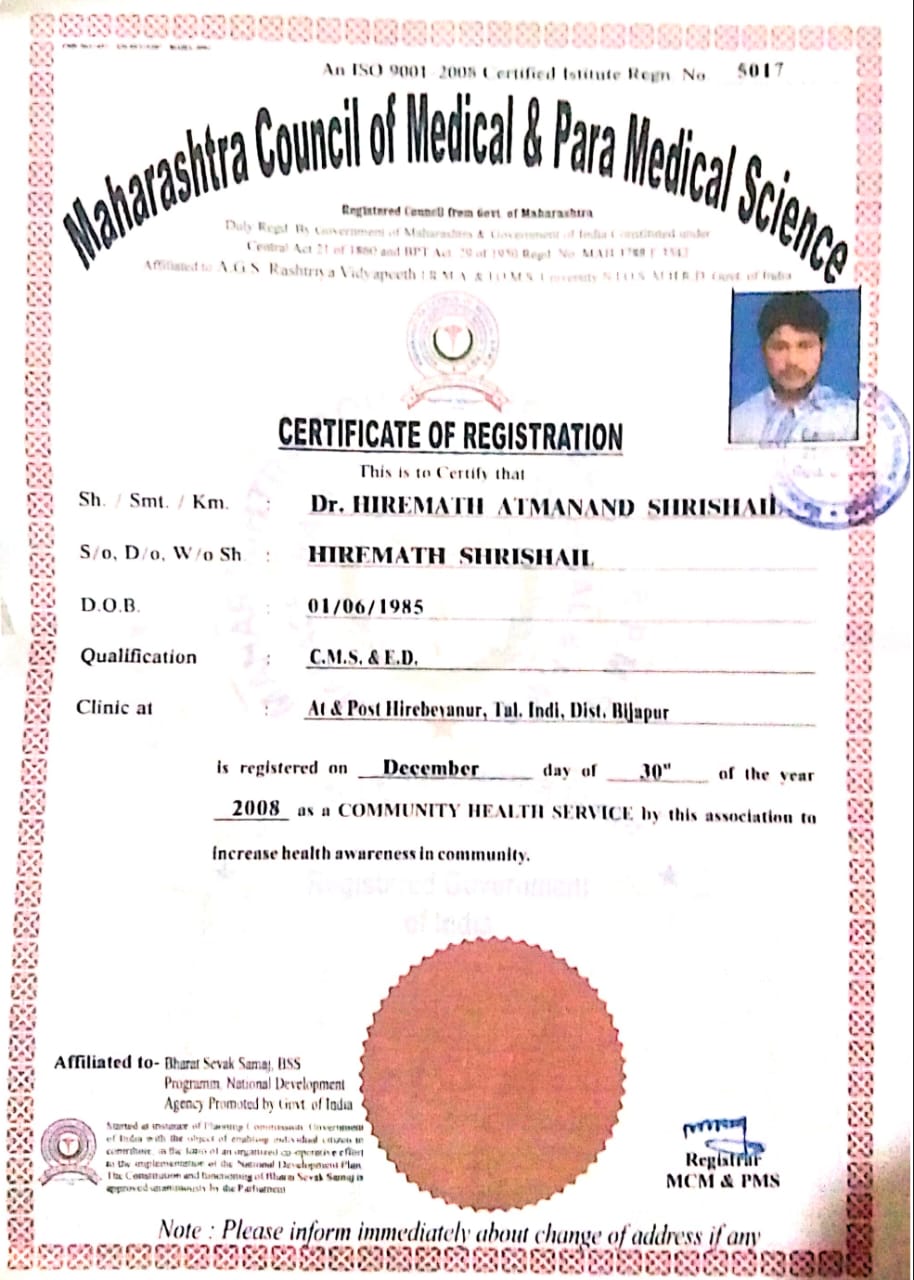 An ISO 9001-2008 Certified Istitute Regn. No 5017
Maharashtra Council of Medical & Para Medical Science
Registered Council from Govt. of Maharashtra
Duly Regd. By Government of Maharashtra & Government of India Constituted under
Central Act 21 of 1860 and BPT Act. 29 of 1950 Regd. No. MAH
Affiliated to A.G.S. Rashtriya Vidyapeeth University Govt. of India
CERTIFICATE OF REGISTRATION
This is to Certify that
Sh. / Smt. / Km. : Dr. HIREMATH ATMANAND SHRISHAIL
S/o, D/o, W/o Sh. : HIREMATH SHRISHAIL
D.O.B. : 01/06/1985
Qualification : C.M.S. & E.D.
Clinic at : At & Post Hirebevanur, Tal. Indi, Dist. Bijapur
is registered on December day of 30" of the year
2008 as a COMMUNITY HEALTH SERVICE by this association to
increase health awareness in community.
Registered Government
of India
Affiliated to- Bharat Sevak Samaj, BSS
Programm, National Development
Agency Promoted by Govt of India
Started at instance of Planning Commission Government
of India with the object of enabling individual citizen to
contribute, in the form of an organized co-operative effort
to the implementation of the National Development Plan
The Constitution and functioning of Bharat Sevak Samaj is
approved unanimously by the Parliament
Registrar
MCM & PMS
Note : Please inform immediately about change of address if any